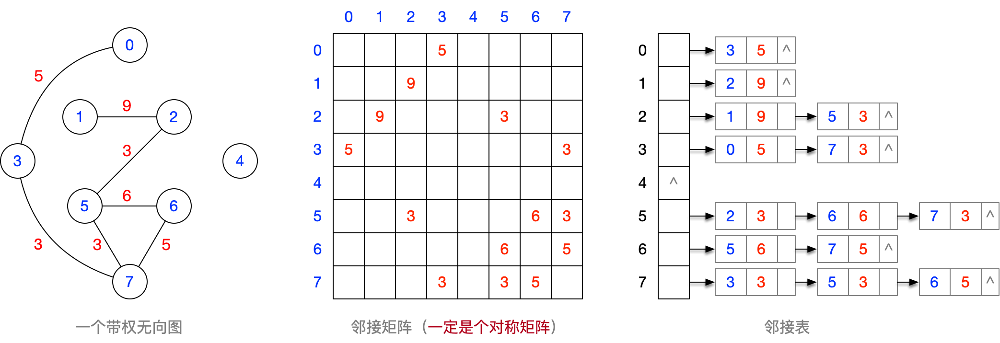 0
5
9
1
2
3
3
4
6
5
6
3
3
5
7
一个带权无向图
0 1 2 3 4 5 6 7
0 5
1 9
2 9 3
3 5 3
4
5 3 6 3
6 6 5
7 3 3 5
邻接矩阵（一定是个对称矩阵）
0 3 5 ^
1 2 9 ^
2 1 9 5 3 ^
3 0 5 7 3 ^
4 ^
5 2 3 6 6 7 3 ^
6 5 6 7 5 ^
7 3 3 5 3 6 5 ^
邻接表